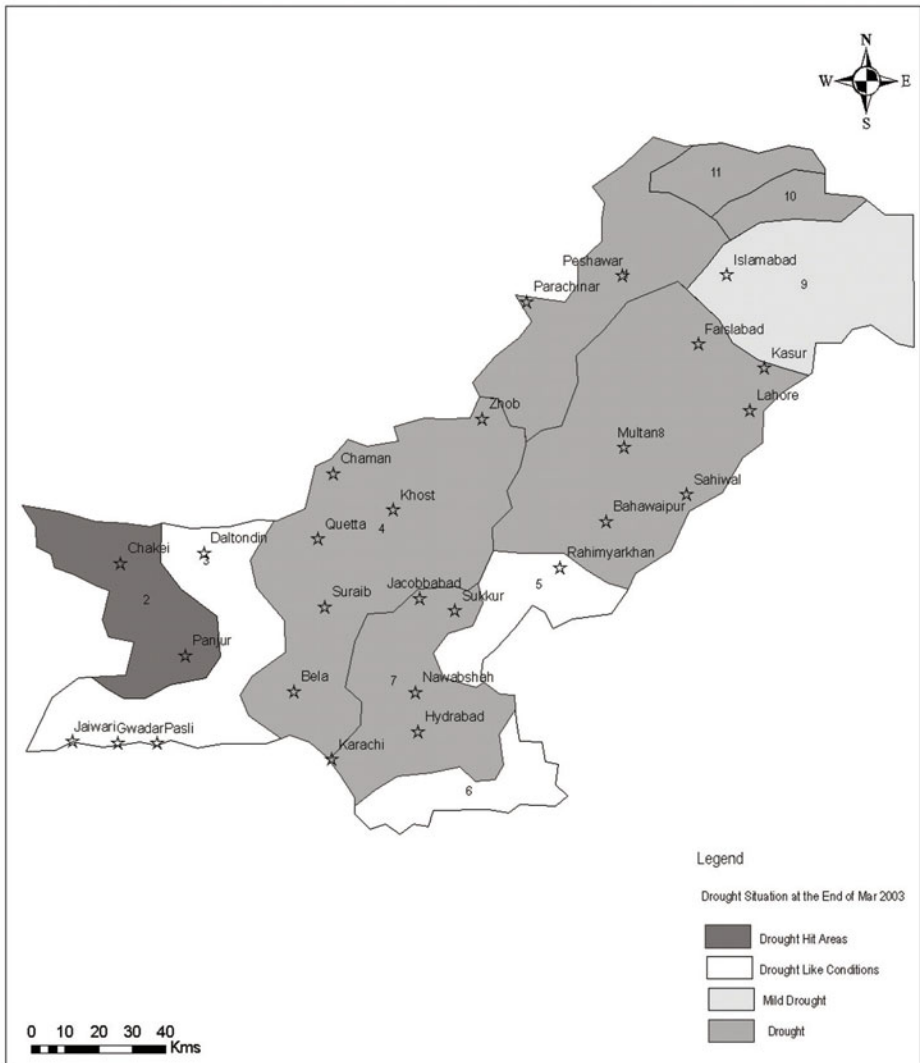 N
W E
S
11
10
Peshawar
Islamabad
9
Parachinar
Faislabad
Kasur
Lahore
Zhob
Multan8
Chaman
Sahiwal
Khost
4
Bahawaipur
Quetta
Daltondin
3
Chakei
Rahimyarkhan
5
2
Jacobbabad
Suraib
Sukkur
Panjur
Bela
7
Nawabshah
Hydrabad
Jaiwari
Gwadar
Pasli
Karachi
6
Legend
Drought Situation at the End of Mar 2003
Drought Hit Areas
Drought Like Conditions
Mild Drought
Drought
0 10 20 30 40
Kms